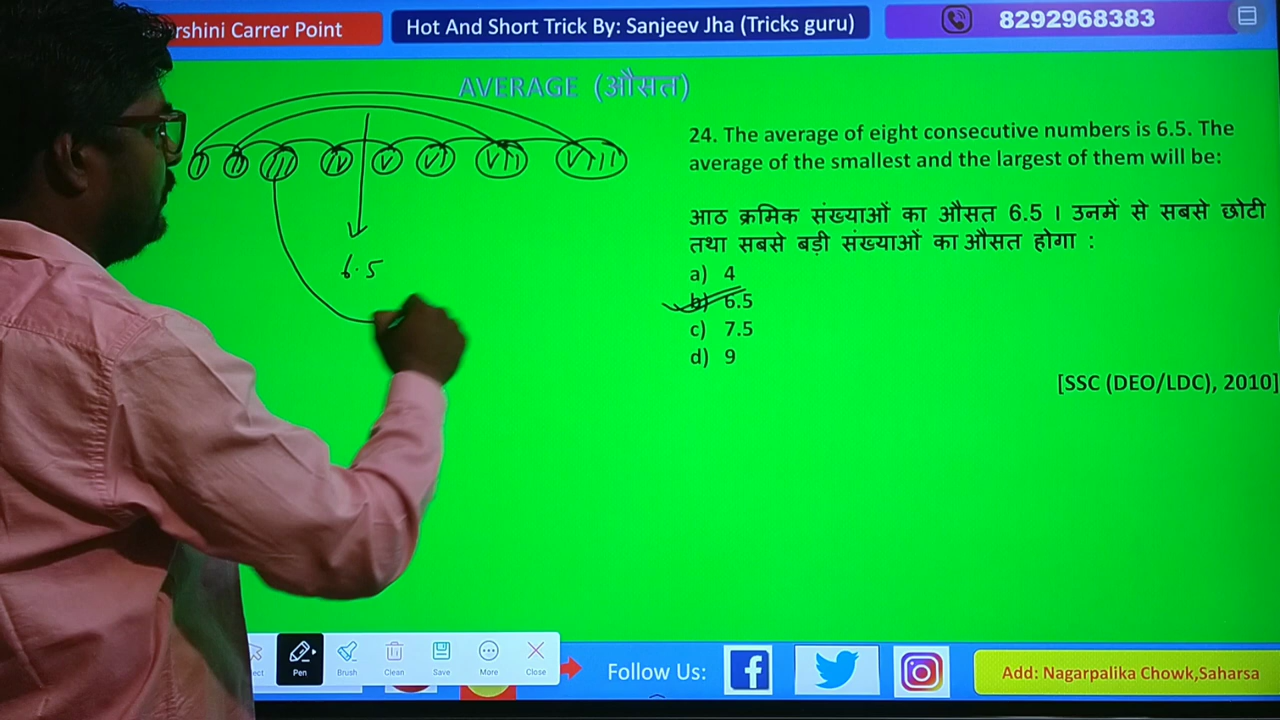 rshini Carrer Point
Hot And Short Trick By: Sanjeev Jha (Tricks guru)
8292968383
AVERAGE (औसत)
I II III IV V VI VII VIII
6.5
24. The average of eight consecutive numbers is 6.5. The
average of the smallest and the largest of them will be:
आठ क्रमिक संख्याओं का औसत 6.5 । उनमें से सबसे छोटी
तथा सबसे बड़ी संख्याओं का औसत होगा :
a) 4
b) 6.5
c) 7.5
d) 9
[SSC (DEO/LDC), 2010]
ect Pen Brush Clean Save More Close
Follow Us:
Add: Nagarpalika Chowk,Saharsa